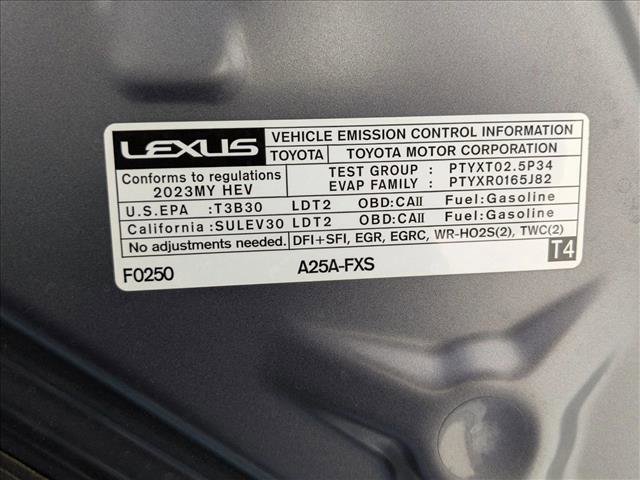 LEXUS VEHICLE EMISSION CONTROL INFORMATION
TOYOTA TOYOTA MOTOR CORPORATION
Conforms to regulations TEST GROUP : PTYXT02.5P34
2023MY HEV EVAP FAMILY : PTYXR0165J82
U.S.EPA :T3B30 LDT2 OBD:CAII Fuel:Gasoline
California :SULEV30 LDT2 OBD:CAII Fuel:Gasoline
No adjustments needed. DFI+SFI, EGR, EGRC, WR-HO2S(2), TWC(2)
F0250 A25A-FXS T4